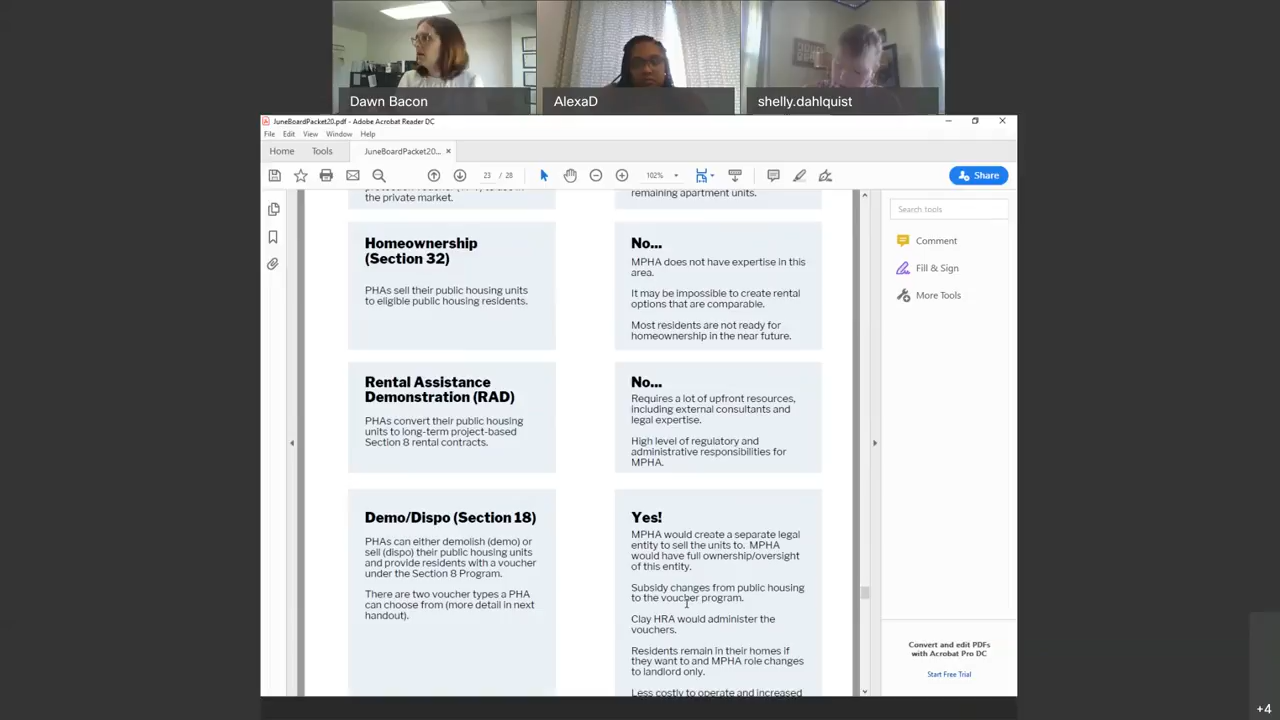 Dawn Bacon
AlexaD
shelly.dahlquist
JuneBoardPacket20.pdf - Adobe Acrobat Reader DC
File Edit View Window Help
Home Tools JuneBoardPacket20... ×
23 / 28 102% Share
the private market.
remaining apartment units.
Homeownership
(Section 32)
PHAs sell their public housing units
to eligible public housing residents.
No...
MPHA does not have expertise in this
area.
It may be impossible to create rental
options that are comparable.
Most residents are not ready for
homeownership in the near future.
Rental Assistance
Demonstration (RAD)
PHAs convert their public housing
units to long-term project-based
Section 8 rental contracts.
No...
Requires a lot of upfront resources,
including external consultants and
legal expertise.
High level of regulatory and
administrative responsibilities for
MPHA.
Demo/Dispo (Section 18)
PHAs can either demolish (demo) or
sell (dispo) their public housing units
and provide residents with a voucher
under the Section 8 Program.
There are two voucher types a PHA
can choose from (more detail in next
handout).
Yes!
MPHA would create a separate legal
entity to sell the units to. MPHA
would have full ownership/oversight
of this entity.
Subsidy changes from public housing
to the voucher program.
Clay HRA would administer the
vouchers.
Residents remain in their homes if
they want to and MPHA role changes
to landlord only.
Less costly to operate and increased
Search tools
Comment
Fill & Sign
More Tools
Convert and edit PDFs
with Acrobat Pro DC
Start Free Trial
+4